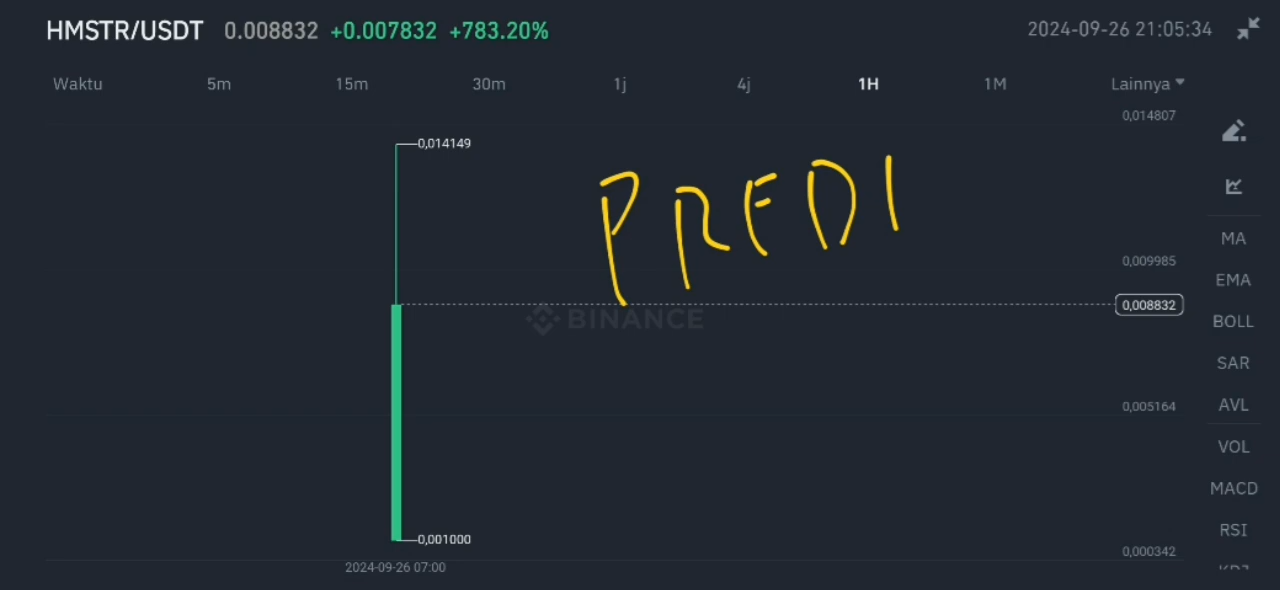 HMSTR/USDT 0.008832 +0.007832 +783.20% 2024-09-26 21:05:34
Waktu 5m 15m 30m 1j 4j 1H 1M Lainnya
0,014807
0,014149
PREDI
MA
0,009985
EMA
0,008832
BINANCE
BOLL
SAR
0,005164
AVL
VOL
MACD
0,001000
RSI
0,000342
2024-09-26 07:00